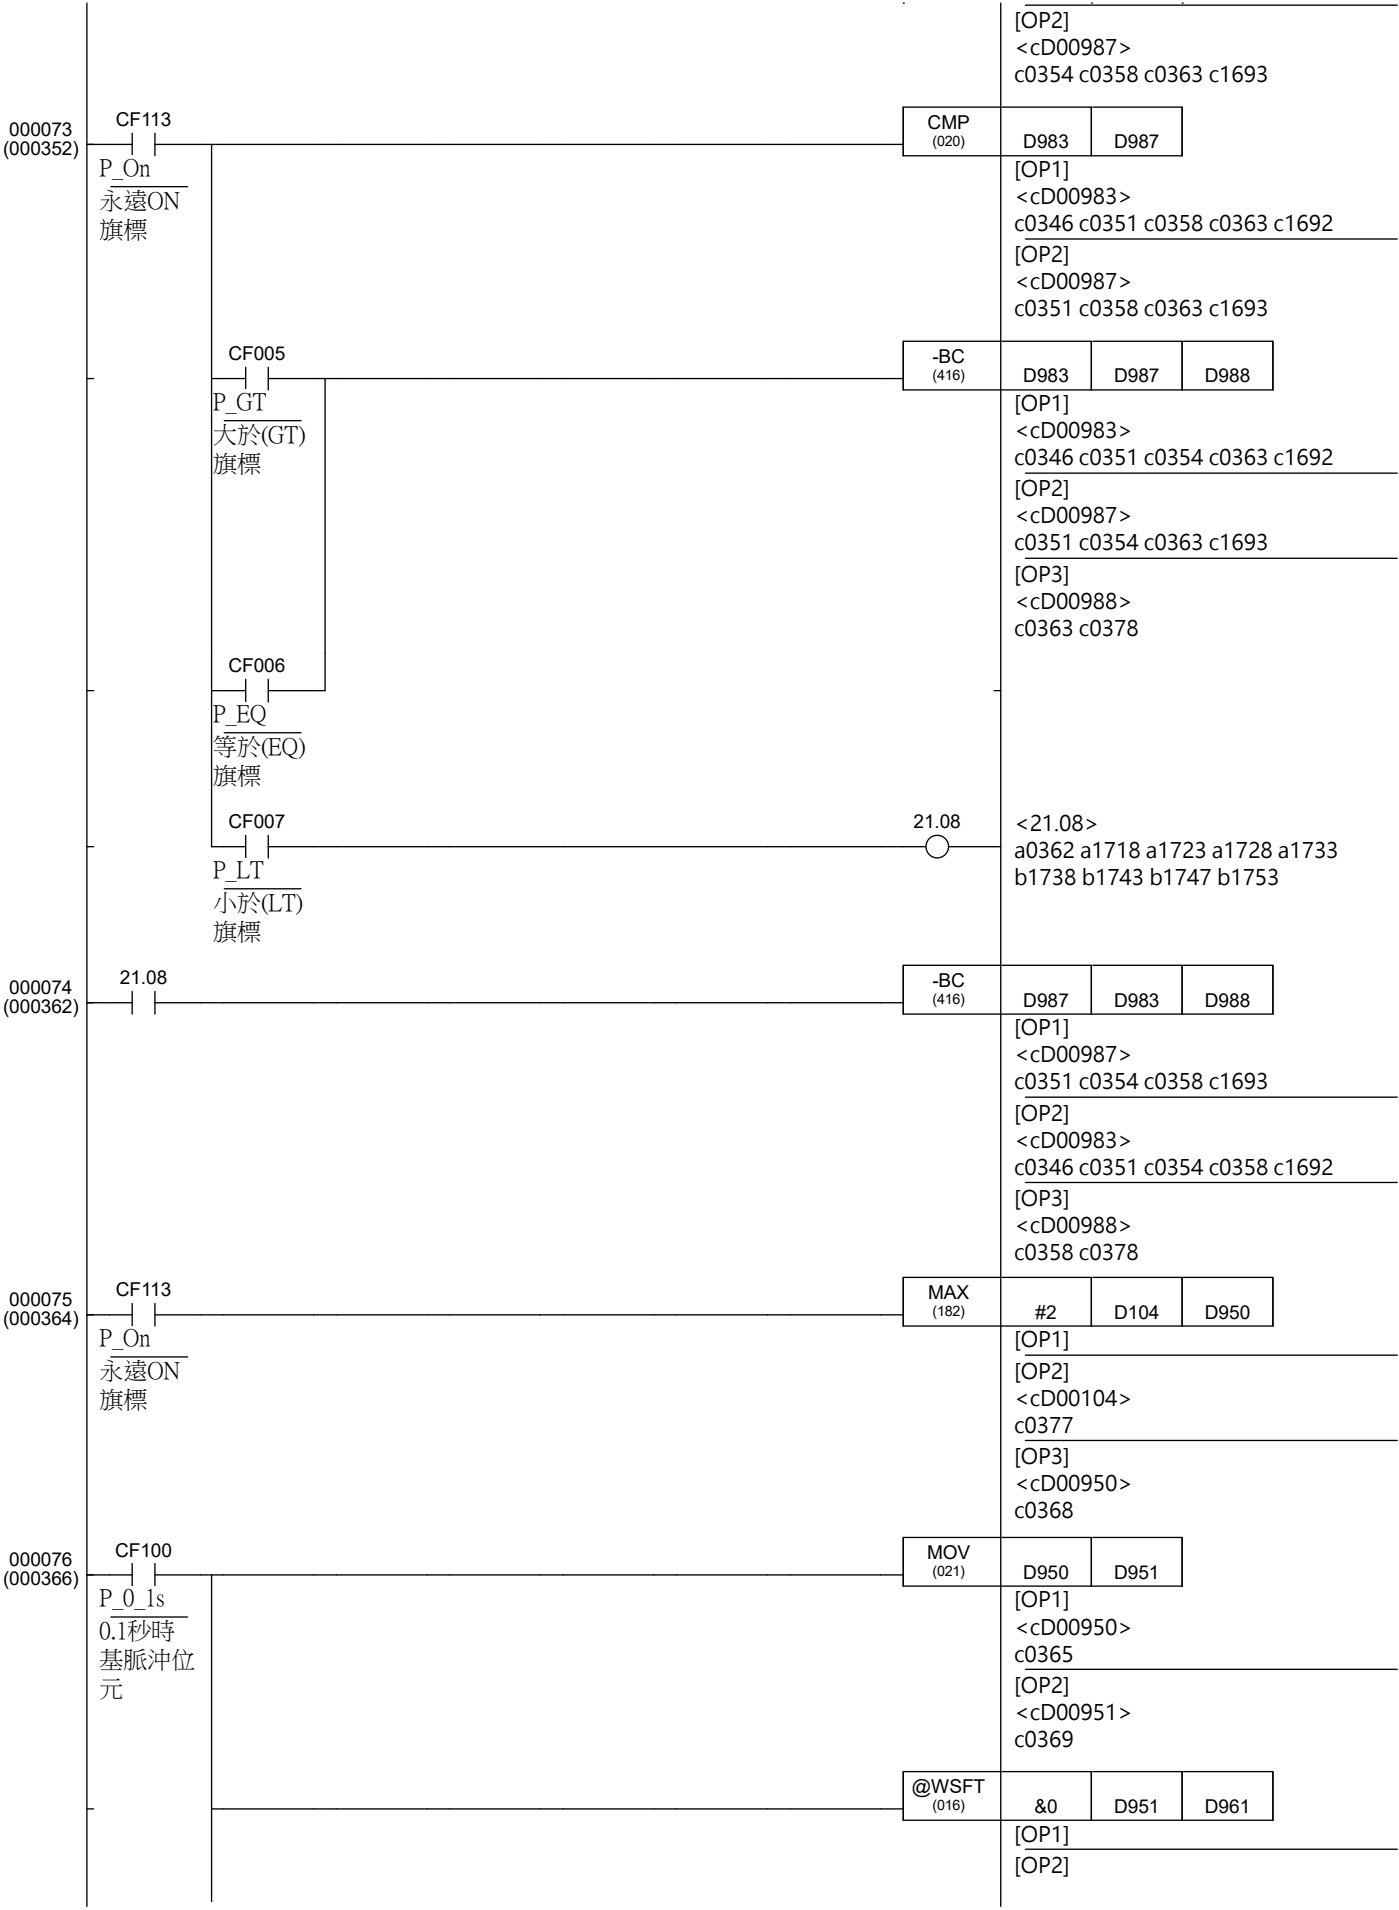 [OP2]
<cD00987>
c0354 c0358 c0363 c1693
000073
(000352)
CF113
P_On
永遠ON
旗標
CMP
(020)
D983 D987
[OP1]
<cD00983>
c0346 c0351 c0358 c0363 c1692
[OP2]
<cD00987>
c0351 c0358 c0363 c1693
CF005
P_GT
大於(GT)
旗標
-BC
(416)
D983 D987 D988
[OP1]
<cD00983>
c0346 c0351 c0354 c0363 c1692
[OP2]
<cD00987>
c0351 c0354 c0363 c1693
[OP3]
<cD00988>
c0363 c0378
CF006
P_EQ
等於(EQ)
旗標
CF007
P_LT
小於(LT)
旗標
21.08
<21.08>
a0362 a1718 a1723 a1728 a1733
b1738 b1743 b1747 b1753
000074
(000362)
21.08
-BC
(416)
D987 D983 D988
[OP1]
<cD00987>
c0351 c0354 c0358 c1693
[OP2]
<cD00983>
c0346 c0351 c0354 c0358 c1692
[OP3]
<cD00988>
c0358 c0378
000075
(000364)
CF113
P_On
永遠ON
旗標
MAX
(182)
#2 D104 D950
[OP1]
[OP2]
<cD00104>
c0377
[OP3]
<cD00950>
c0368
000076
(000366)
CF100
P_0_1s
0.1秒時
基脈沖位
元
MOV
(021)
D950 D951
[OP1]
<cD00950>
c0365
[OP2]
<cD00951>
c0369
@WSFT
(016)
&0 D951 D961
[OP1]
[OP2]